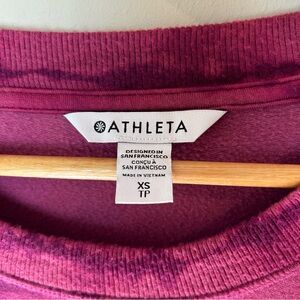 ATHLETA
DESIGNED IN
SAN FRANCISCO
CONÇU À
SAN FRANCISCO
MADE IN VIETNAM
XS
TP